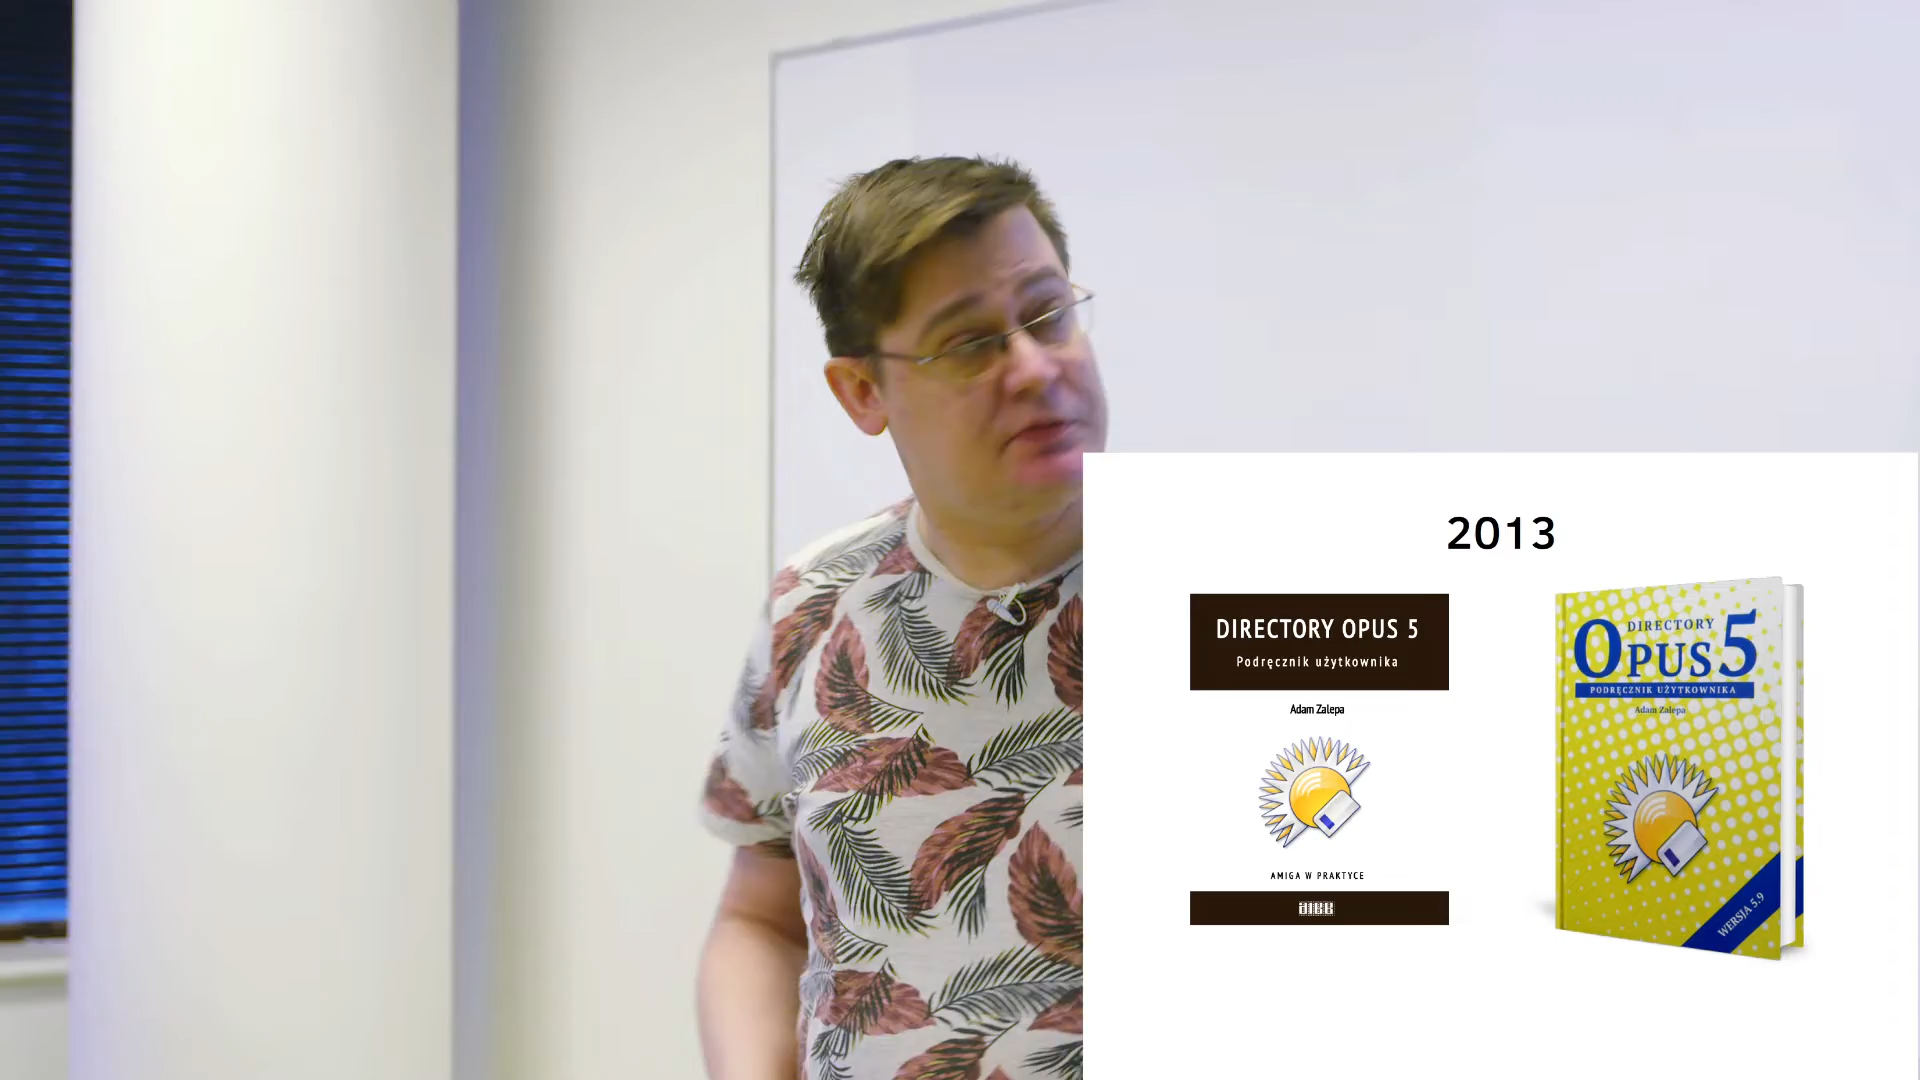 2013
DIRECTORY OPUS 5
Podręcznik użytkownika
Adam Zalepa
AMIGA W PRAKTYCE
DIRECTORY
OPUS 5
PODRĘCZNIK UŻYTKOWNIKA
Adam Zalepa
WERSJA 5.9